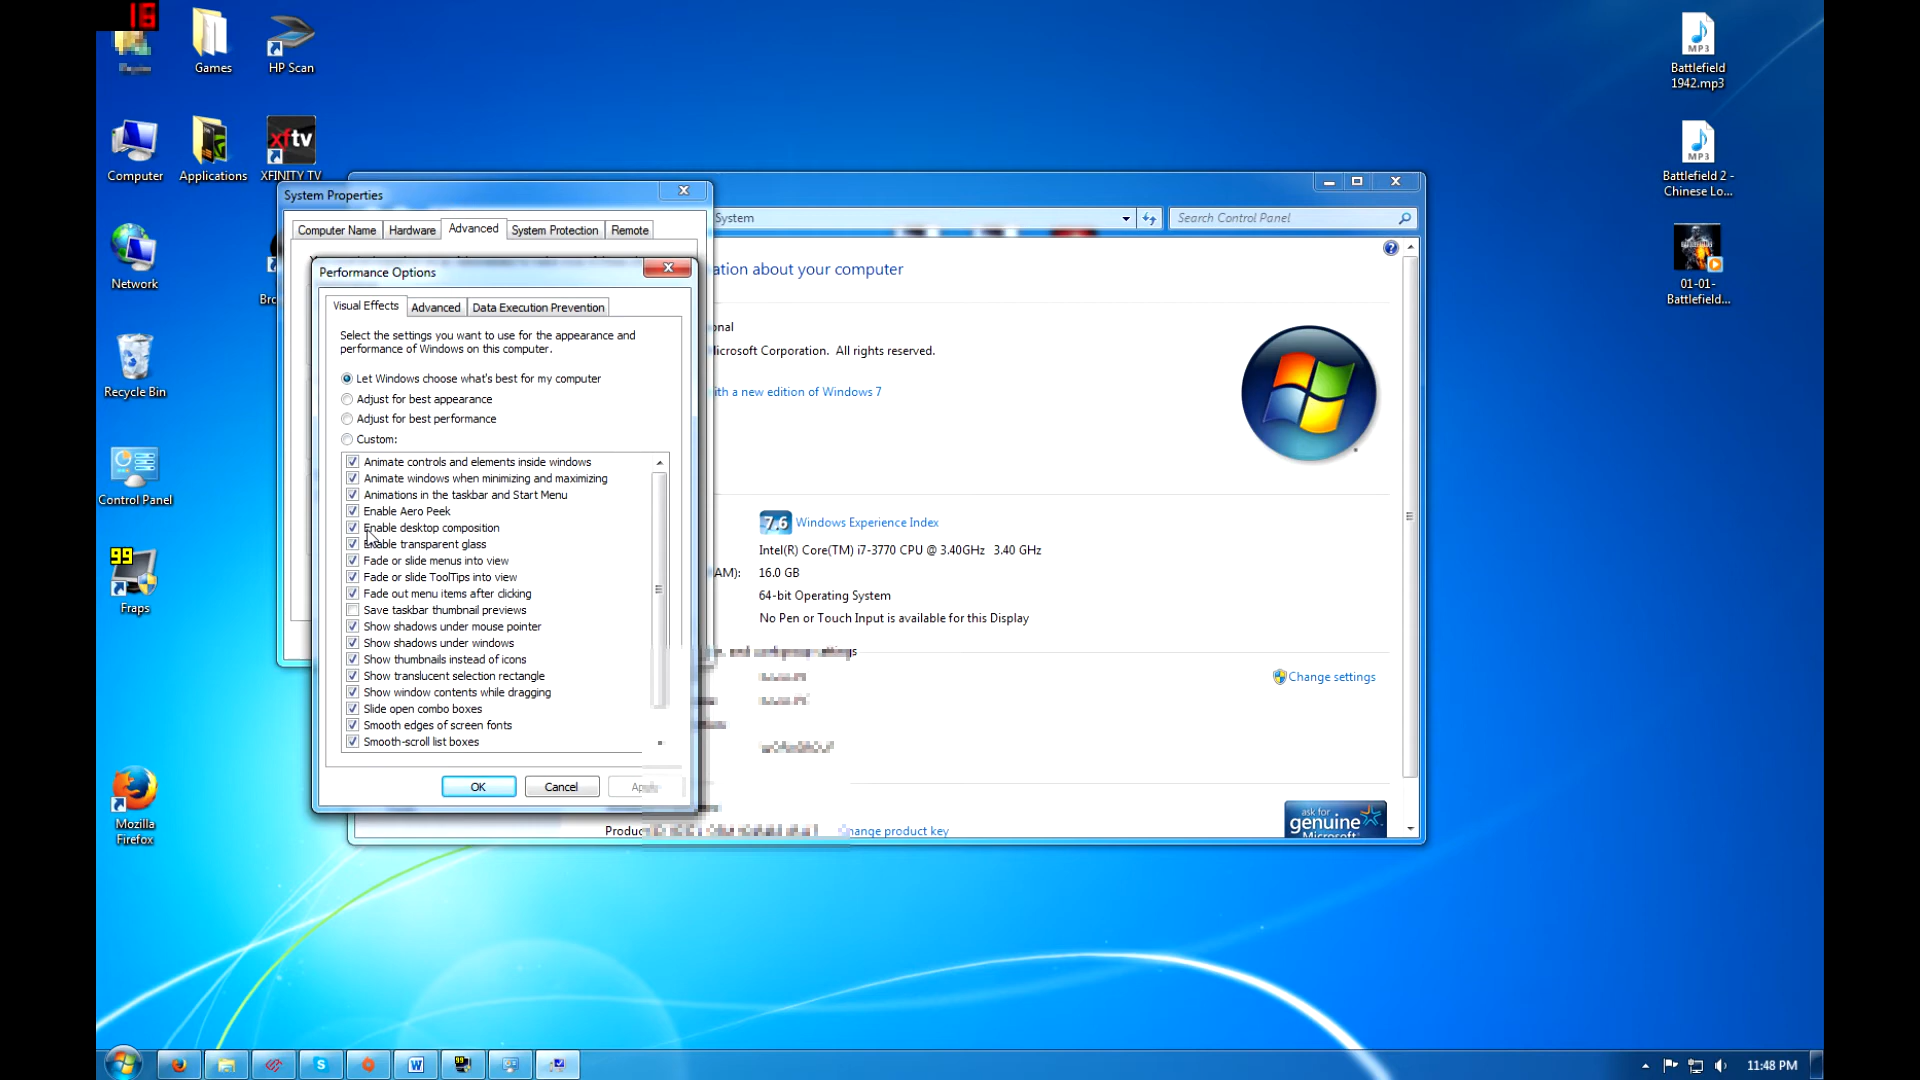 16
Games
HP Scan
Computer
Applications
xftv
XFINITY TV
Network
Recycle Bin
Control Panel
99
Fraps
Mozilla
Firefox
MP3
Battlefield
1942.mp3
MP3
Battlefield 2 -
Chinese Lo...
01-01-
Battlefield...
System Properties
Computer Name
Hardware
Advanced
System Protection
Remote
Performance Options
Visual Effects
Advanced
Data Execution Prevention
Select the settings you want to use for the appearance and
performance of Windows on this computer.
Let Windows choose what's best for my computer
Adjust for best appearance
Adjust for best performance
Custom:
Animate controls and elements inside windows
Animate windows when minimizing and maximizing
Animations in the taskbar and Start Menu
Enable Aero Peek
Enable desktop composition
Enable transparent glass
Fade or slide menus into view
Fade or slide ToolTips into view
Fade out menu items after clicking
Save taskbar thumbnail previews
Show shadows under mouse pointer
Show shadows under windows
Show thumbnails instead of icons
Show translucent selection rectangle
Show window contents while dragging
Slide open combo boxes
Smooth edges of screen fonts
Smooth-scroll list boxes
OK
Cancel
Apply
System
Search Control Panel
ation about your computer
onal
licrosoft Corporation. All rights reserved.
ith a new edition of Windows 7
7.6 Windows Experience Index
Intel(R) Core(TM) i7-3770 CPU @ 3.40GHz 3.40 GHz
AM): 16.0 GB
64-bit Operating System
No Pen or Touch Input is available for this Display
Change settings
Produc
hange product key
ask for
genuine
Microsoft
11:48 PM